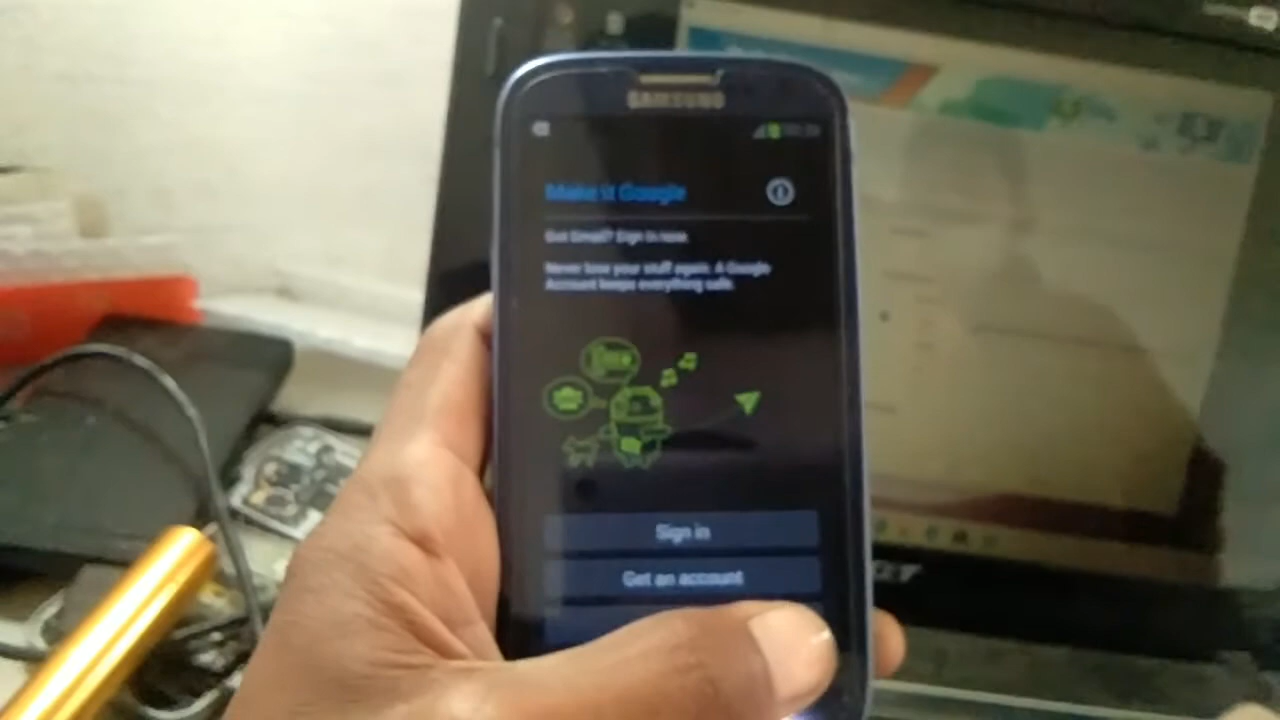 SAMSUNG
Make it Google
Got Gmail? Sign in now.
Never lose your stuff again. A Google
Account keeps everything safe.
Sign in
Get an account